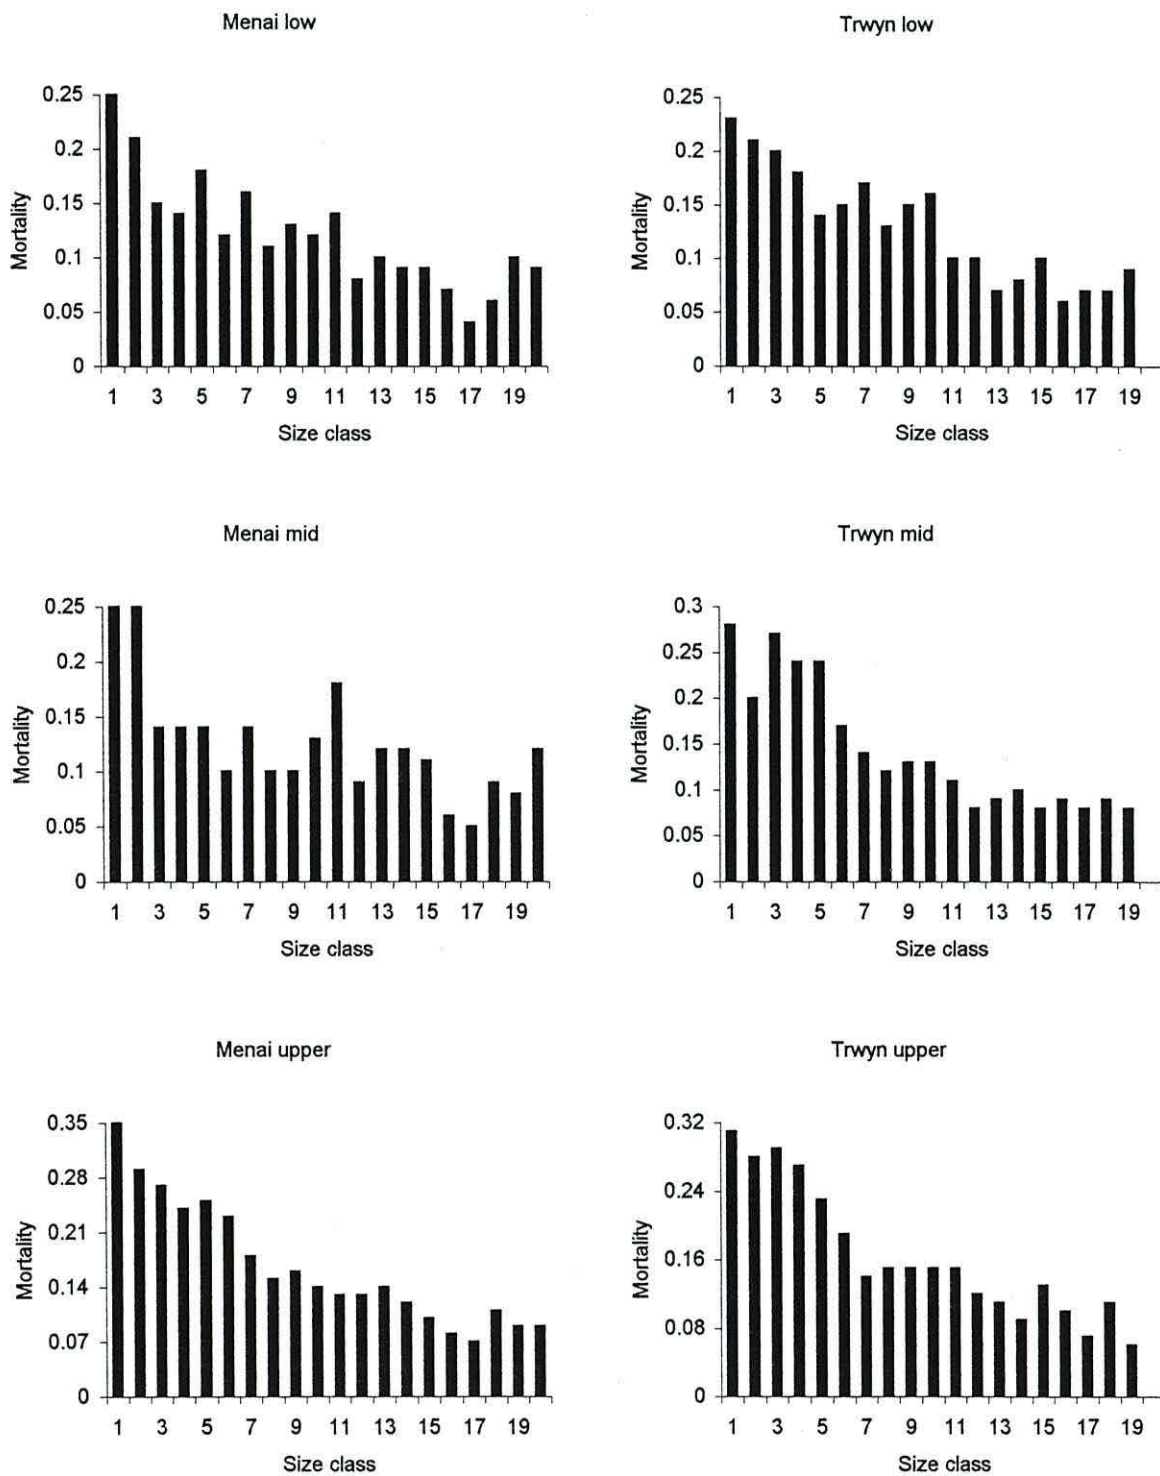 Menai low
Trwyn low
0.25
0.2
0.15
0.1
0.05
0
Mortality
1 3 5 7 9 11 13 15 17 19
Size class
0.25
0.2
0.15
0.1
0.05
0
Mortality
1 3 5 7 9 11 13 15 17 19
Size class
Menai mid
Trwyn mid
0.25
0.2
0.15
0.1
0.05
0
Mortality
1 3 5 7 9 11 13 15 17 19
Size class
0.3
0.25
0.2
0.15
0.1
0.05
0
Mortality
1 3 5 7 9 11 13 15 17 19
Size class
Menai upper
Trwyn upper
0.35
0.28
0.21
0.14
0.07
0
Mortality
1 3 5 7 9 11 13 15 17 19
Size class
0.32
0.24
0.16
0.08
0
Mortality
1 3 5 7 9 11 13 15 17 19
Size class